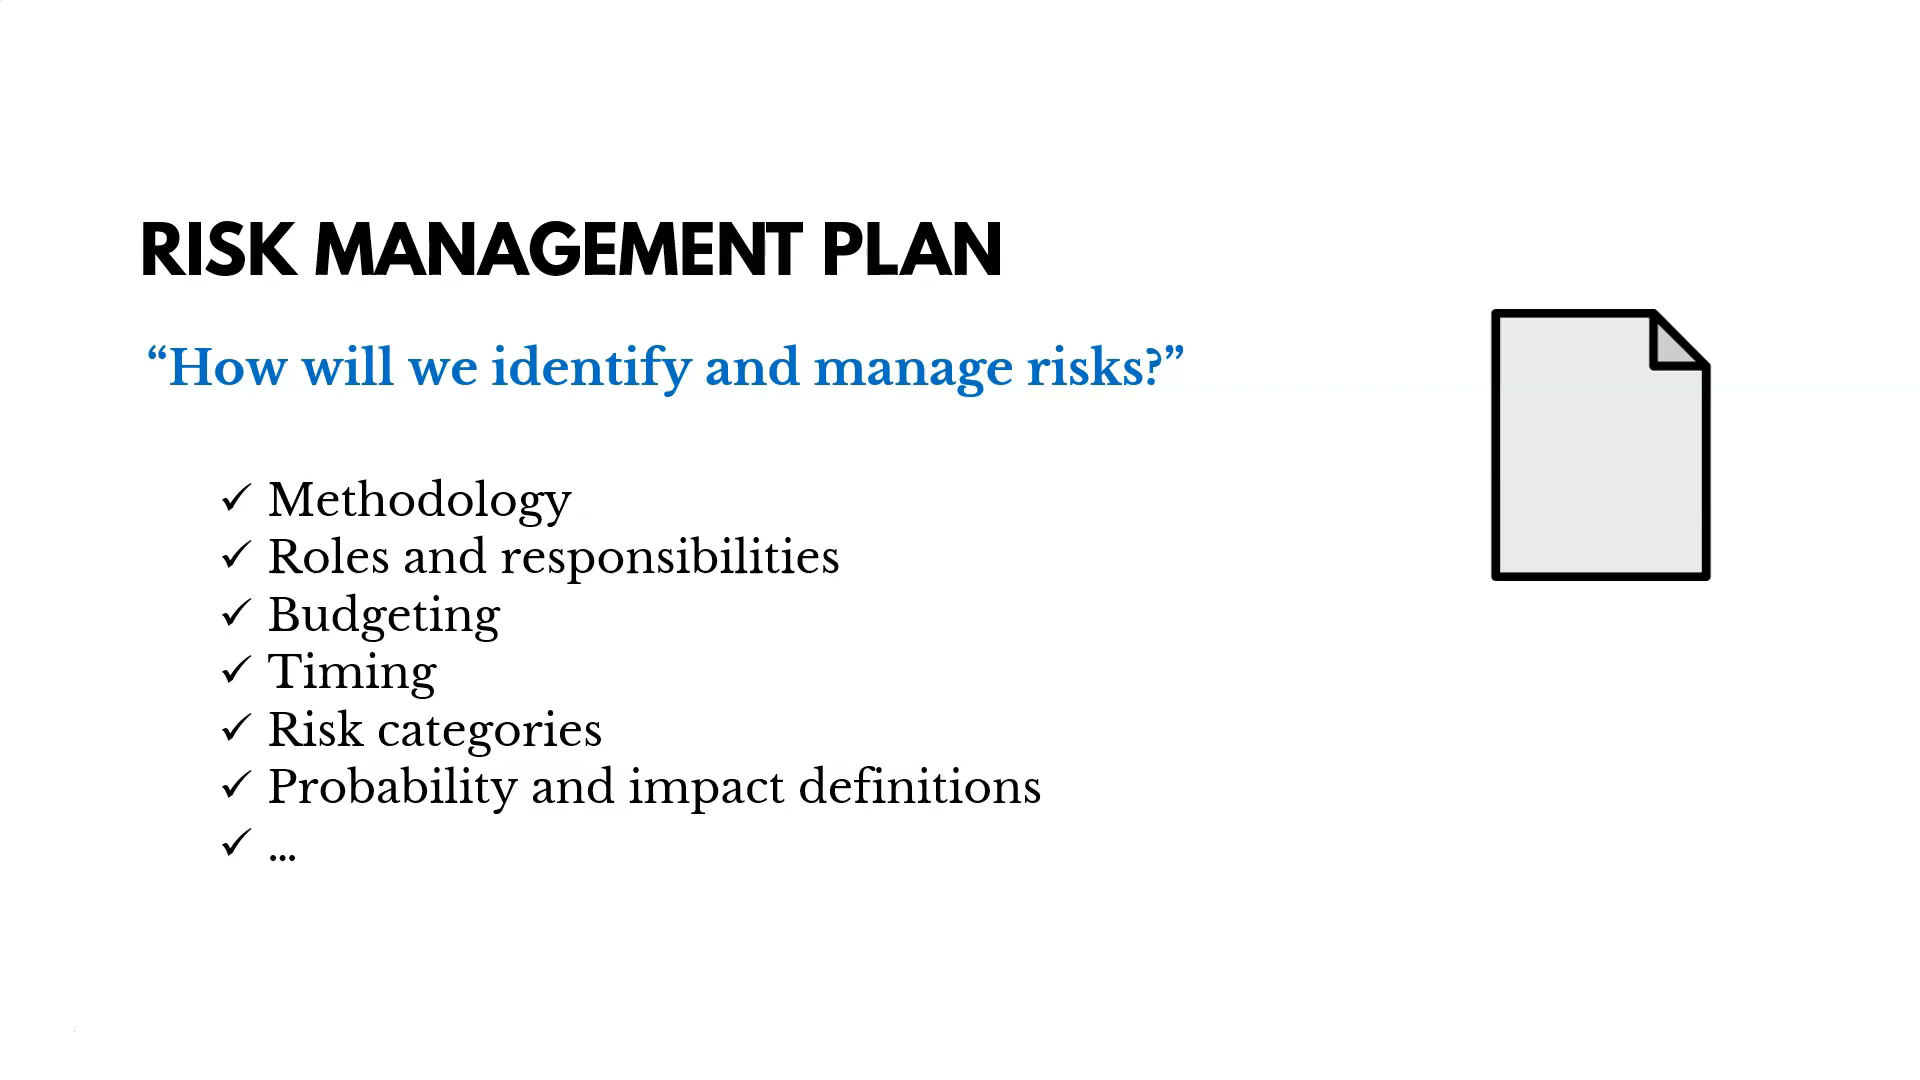 RISK MANAGEMENT PLAN
“How will we identify and manage risks?”
✓ Methodology
✓ Roles and responsibilities
✓ Budgeting
✓ Timing
✓ Risk categories
✓ Probability and impact definitions
✓ ...